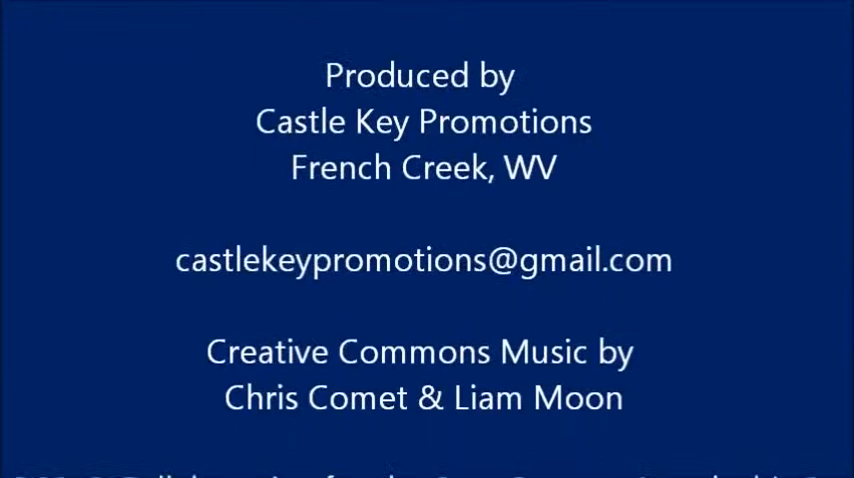 Produced by
Castle Key Promotions
French Creek, WV
castlekeypromotions@gmail.com
Creative Commons Music by
Chris Comet & Liam Moon